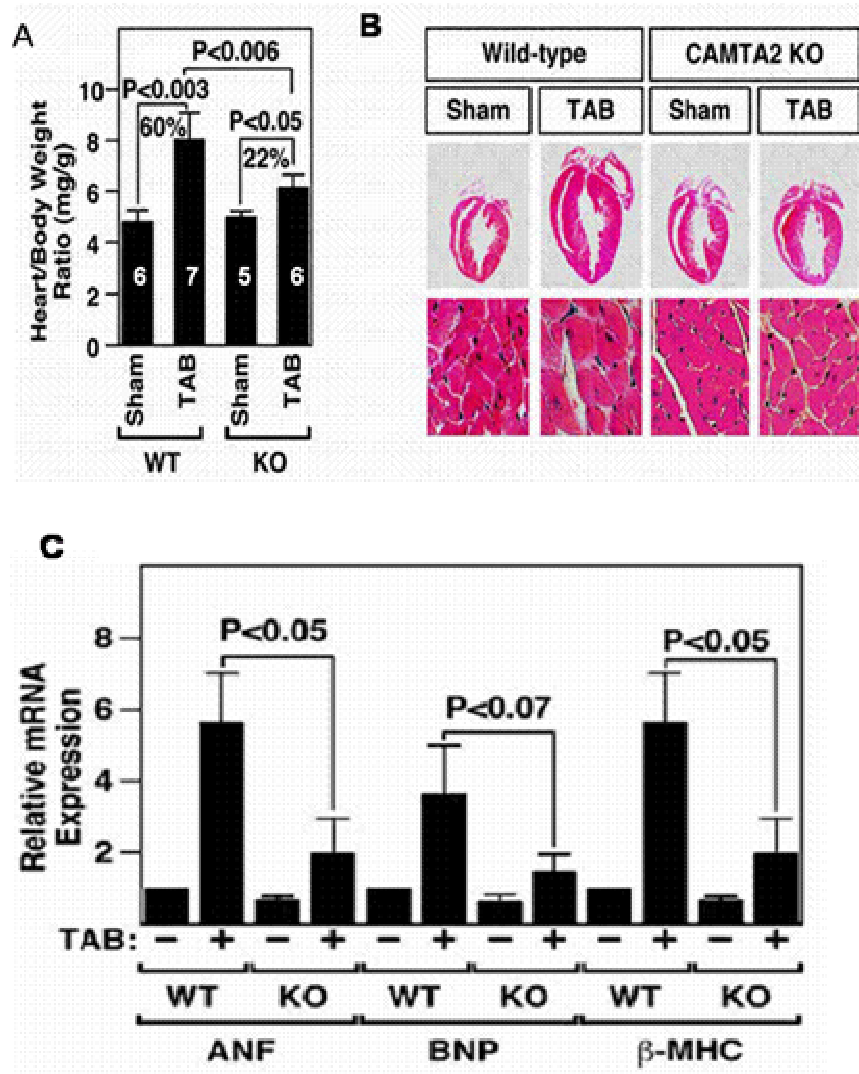 A
P<0.006
P<0.003
60%
P<0.05
22%
Heart/Body Weight
Ratio (mg/g)
10
8
6
4
2
0
6
7
5
6
Sham
TAB
Sham
TAB
WT
KO
B
Wild-type
CAMTA2 KO
Sham
TAB
Sham
TAB
C
Relative mRNA
Expression
8
6
4
2
P<0.05
P<0.07
P<0.05
TAB: − + − + − + − + − + − +
WT KO WT KO WT KO
ANF BNP β-MHC